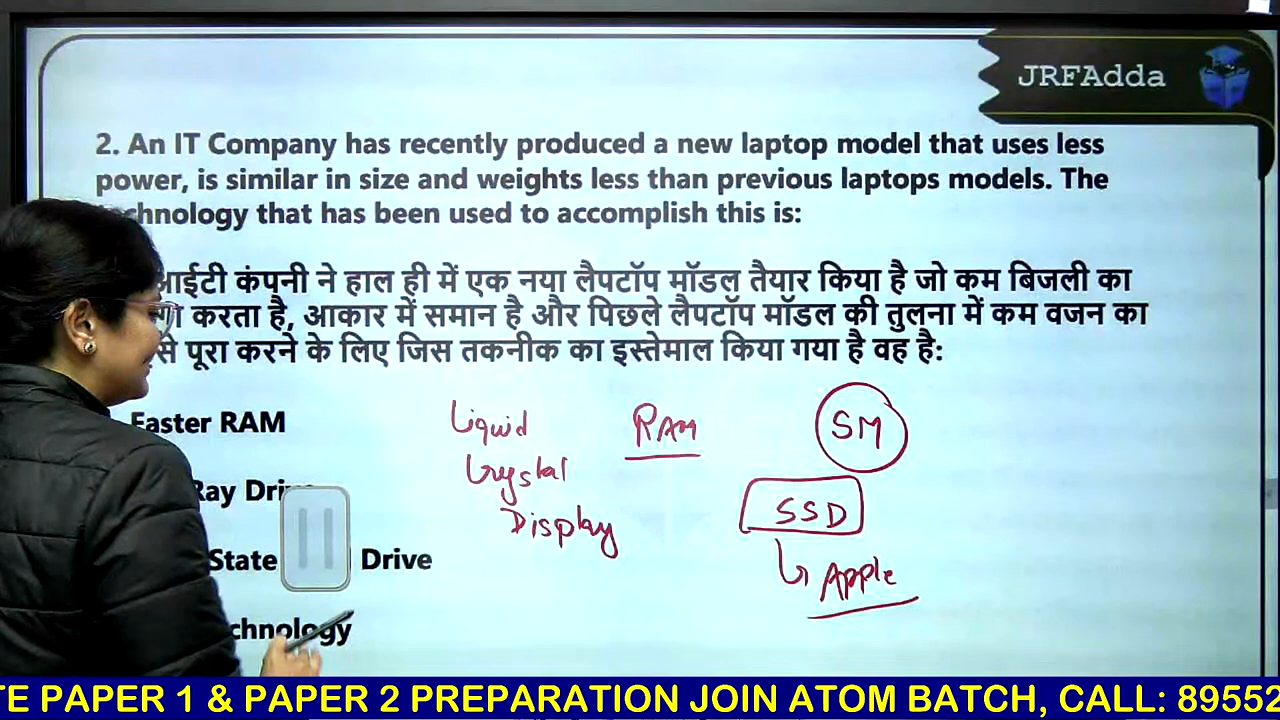 JRFAdda
2. An IT Company has recently produced a new laptop model that uses less
power, is similar in size and weights less than previous laptops models. The
that has been used to accomplish this is:
आईटी कंपनी ने हाल ही में एक नया लैपटॉप मॉडल तैयार किया है जो कम बिजली का
करता है, आकार में समान है और पिछले लैपटॉप मॉडल की तुलना में कम वजन का
पूरा करने के लिए जिस तकनीक का इस्तेमाल किया गया है वह है:
Faster RAM
Ray
State Drive
Liquid
Crystal
Display
RAM
SM
SSD
Apple
PAPER 1 & PAPER 2 PREPARATION JOIN ATOM BATCH, CALL: 89552